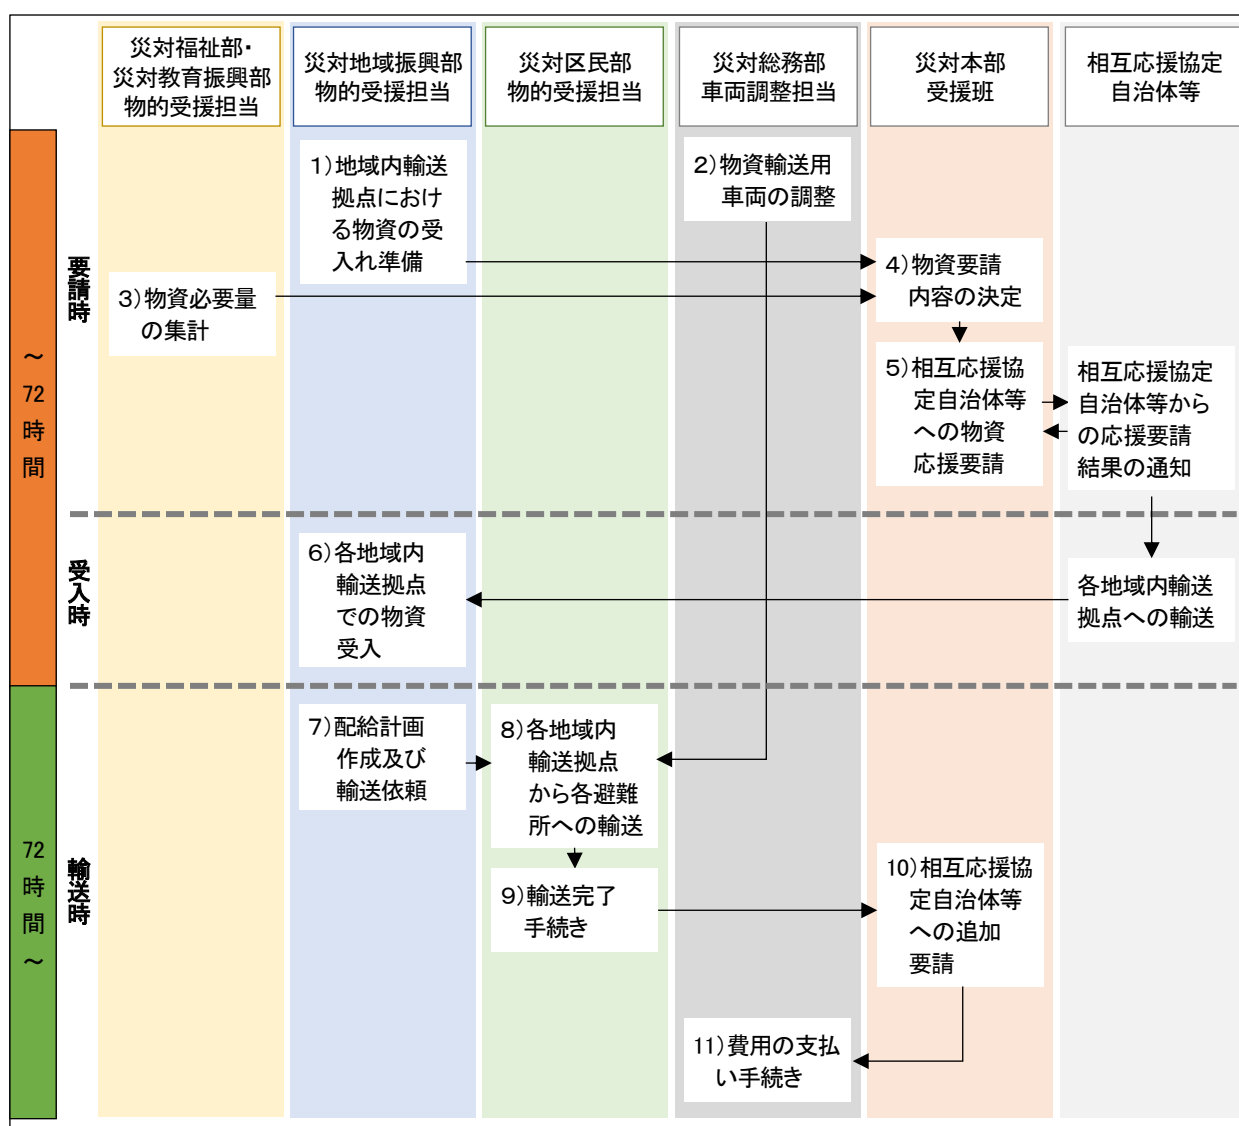 災対福祉部・
災対教育振興部
物的受援担当
災対地域振興部
物的受援担当
災対区民部
物的受援担当
災対総務部
車両調整担当
災対本部
受援班
相互応援協定
自治体等
～
72
時
間
72
時
間
～
要請時
受入時
輸送時
1)地域内輸送
拠点におけ
る物資の受
入れ準備
2)物資輸送用
車両の調整
3)物資必要量
の集計
4)物資要請
内容の決定
5)相互応援協
定自治体等
への物資
応援要請
相互応援協定
自治体等から
の応援要請
結果の通知
6)各地域内
輸送拠点
での物資
受入
各地域内輸送
拠点への輸送
7)配給計画
作成及び
輸送依頼
8)各地域内
輸送拠点
から各避難
所への輸送
9)輸送完了
手続き
10)相互応援協
定自治体等
への追加
要請
11)費用の支払
い手続き